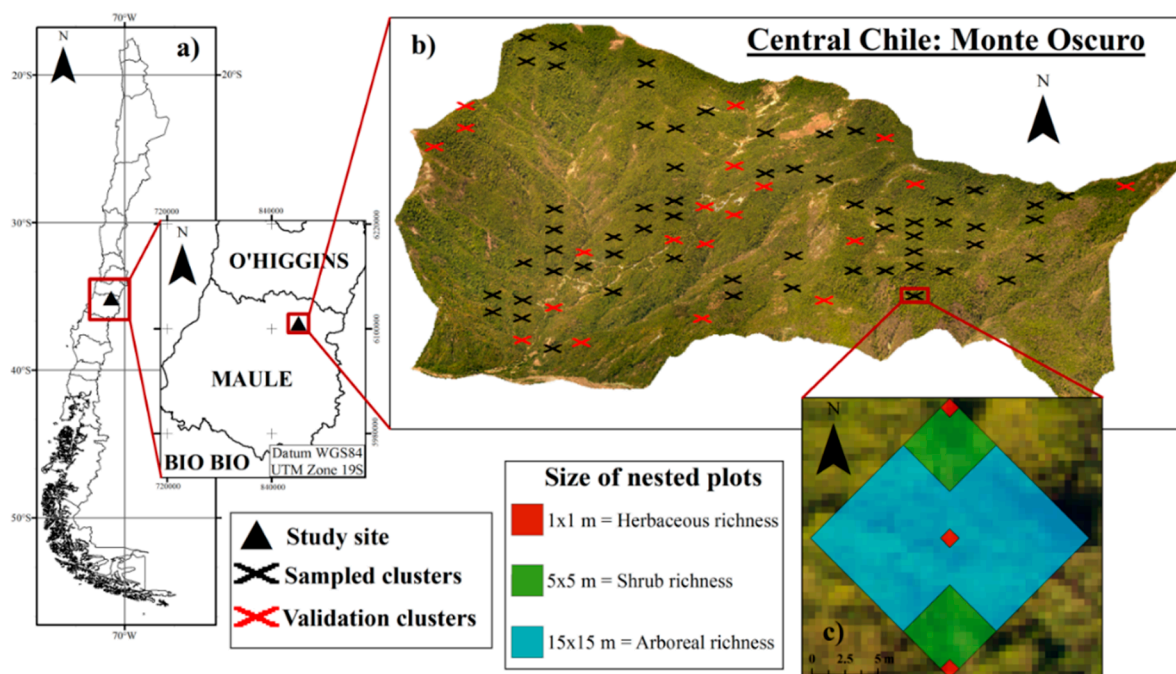 70°W
a)
N
20°S
20°S
30°S
40°S
50°S
70°W
720000
840000
N
6220000
O'HIGGINS
6100000
MAULE
5980000
BIO BIO
Datum WGS84
UTM Zone 19S
720000
840000
b)
Central Chile: Monte Oscuro
N
Study site
Sampled clusters
Validation clusters
Size of nested plots
1x1 m = Herbaceous richness
5x5 m = Shrub richness
15x15 m = Arboreal richness
N
c)
0 2.5 5 m